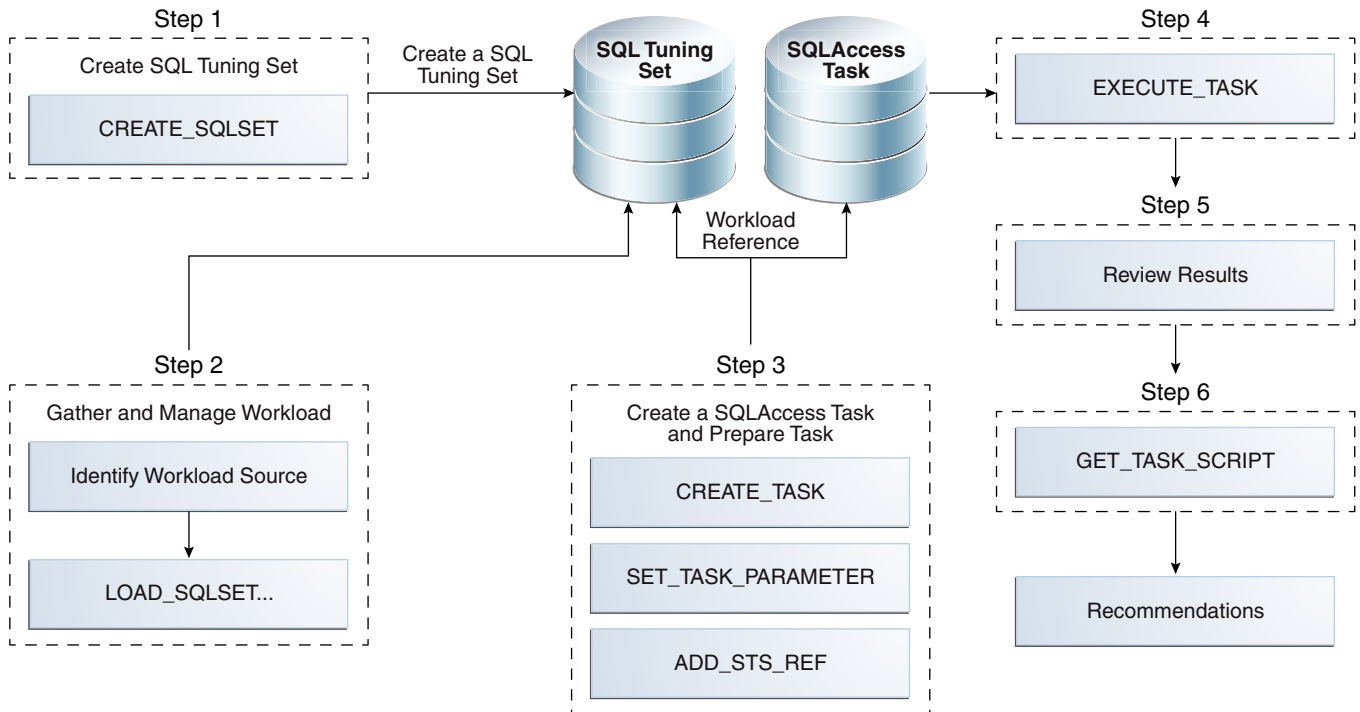 Step 1
Create SQL Tuning Set
CREATE_SQLSET
Create a SQL
Tuning Set
SQL Tuning
Set
SQLAccess
Task
Workload
Reference
Step 2
Gather and Manage Workload
Identify Workload Source
LOAD_SQLSET...
Step 3
Create a SQLAccess Task
and Prepare Task
CREATE_TASK
SET_TASK_PARAMETER
ADD_STS_REF
Step 4
EXECUTE_TASK
Step 5
Review Results
Step 6
GET_TASK_SCRIPT
Recommendations